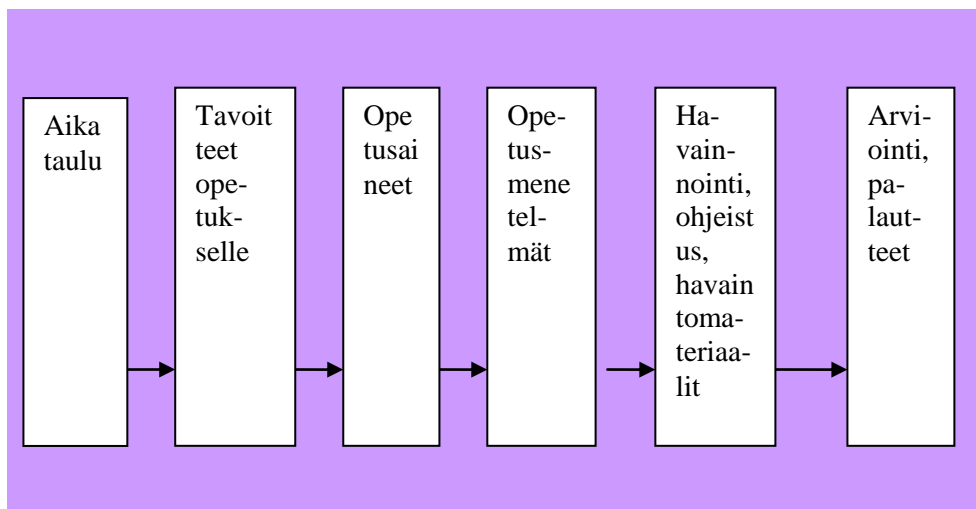 Aika
taulu
Tavoit
teet
ope-
tuk-
selle
Ope
tusai
neet
Ope-
tus-
mene
tel-
mät
Ha-
vain-
nointi,
ohjeist
us,
havain
toma-
teriaa-
lit
Arvi-
ointi,
pa-
laut-
teet